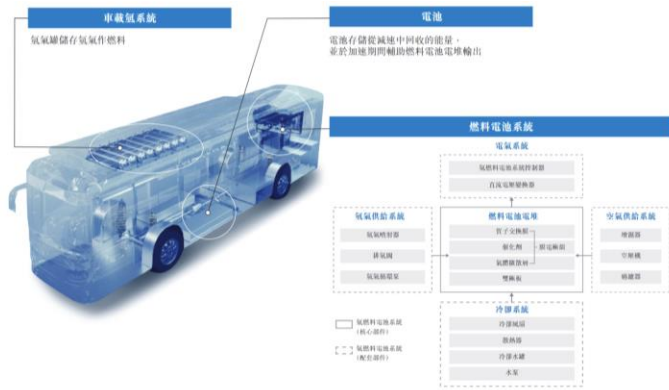 車載氫系統
氫氣罐儲存氫氣作燃料
電池
電池存儲從減速中回收的能量，
並於加速期間輔助燃料電池電堆輸出
燃料電池系統
電氣系統
氫燃料電池系統控制器
直流電壓變換器
氫氣供給系統
氫氣噴射器
排氣閥
氫氣循環泵
燃料電池電堆
質子交換膜
催化劑
氣體擴散層
膜電極組
雙極板
空氣供給系統
增濕器
空壓機
過濾器
冷卻系統
冷卻風扇
散熱器
冷卻水罐
水泵
氫燃料電池系統
(核心部件)
氫燃料電池系統
(配套部件)